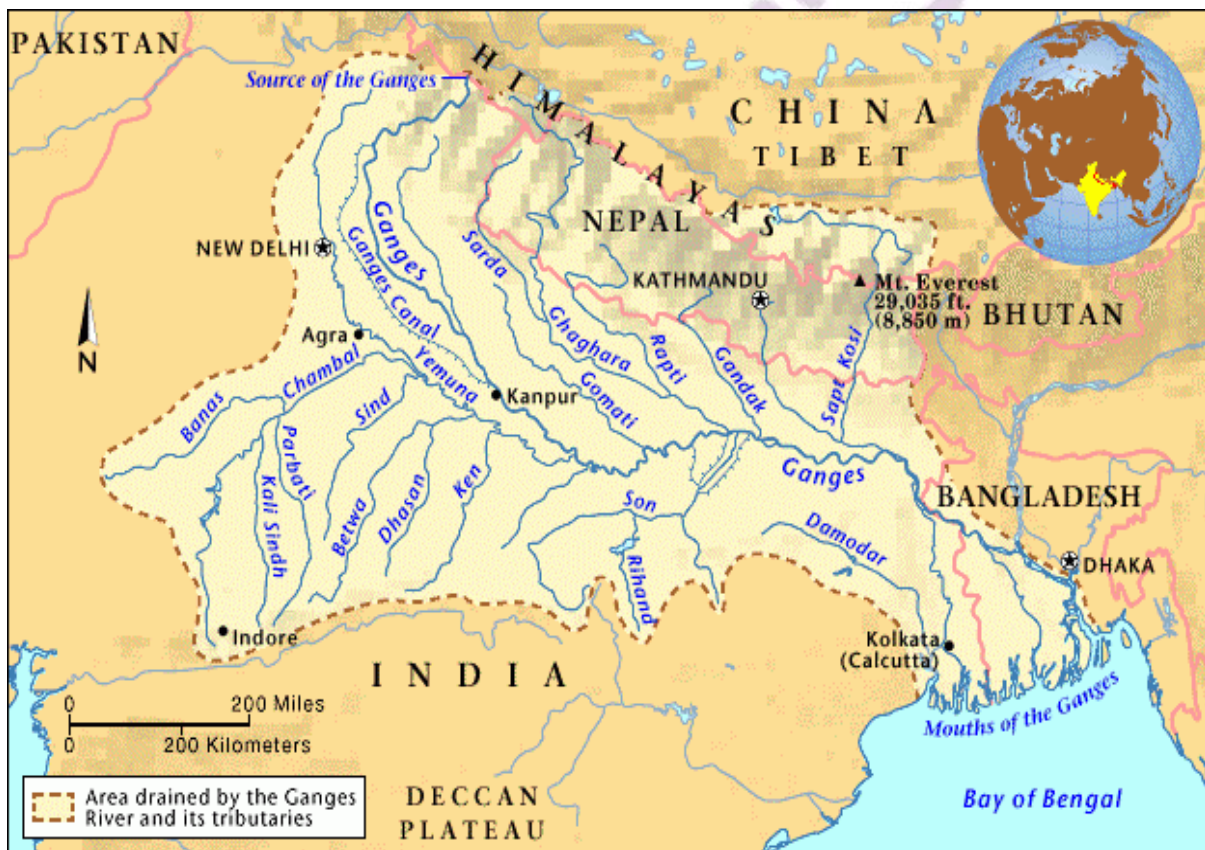 PAKISTAN
Source of the Ganges
HIMALAYAS
CHINA
TIBET
NEPAL
NEW DELHI
Ganges
Ganges Canal
Sarda
KATHMANDU
Mt. Everest
29,035 ft.
(8,850 m)
BHUTAN
N
Agra
Chambal
Yemuna
Ghaghara
Rapti
Gandak
Sapt Kosi
Banas
Sind
Kanpur
Gomati
Parbati
Kali Sindh
Betwa
Dhasan
Ken
Son
Ganges
BANGLADESH
Damodar
Rihand
DHAKA
Indore
Kolkata
(Calcutta)
INDIA
Mouths of the Ganges
0 200 Miles
0 200 Kilometers
Area drained by the Ganges
River and its tributaries
DECCAN
PLATEAU
Bay of Bengal